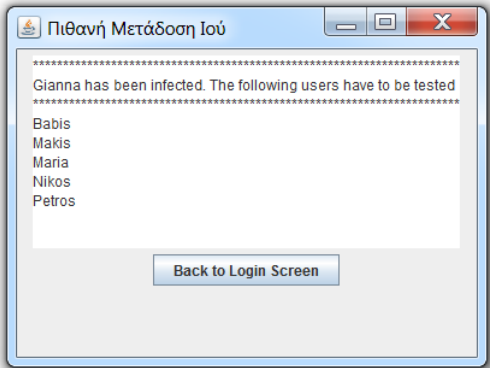 Πιθανή Μετάδοση Ιού
************************************************************************
Gianna has been infected. The following users have to be tested
************************************************************************
Babis
Makis
Maria
Nikos
Petros
Back to Login Screen